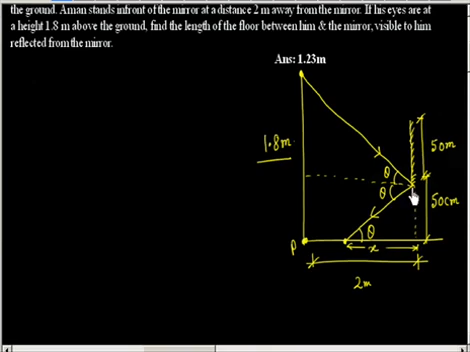 the ground. A man stands infront of the mirror at a distance 2 m away from the mirror. If his eyes are at
a height 1.8 m above the ground, find the length of the floor between him & the mirror, visible to him
reflected from the mirror.
Ans: 1.23m
1.8m
50m
θ
θ
50cm
θ
P
x
2m